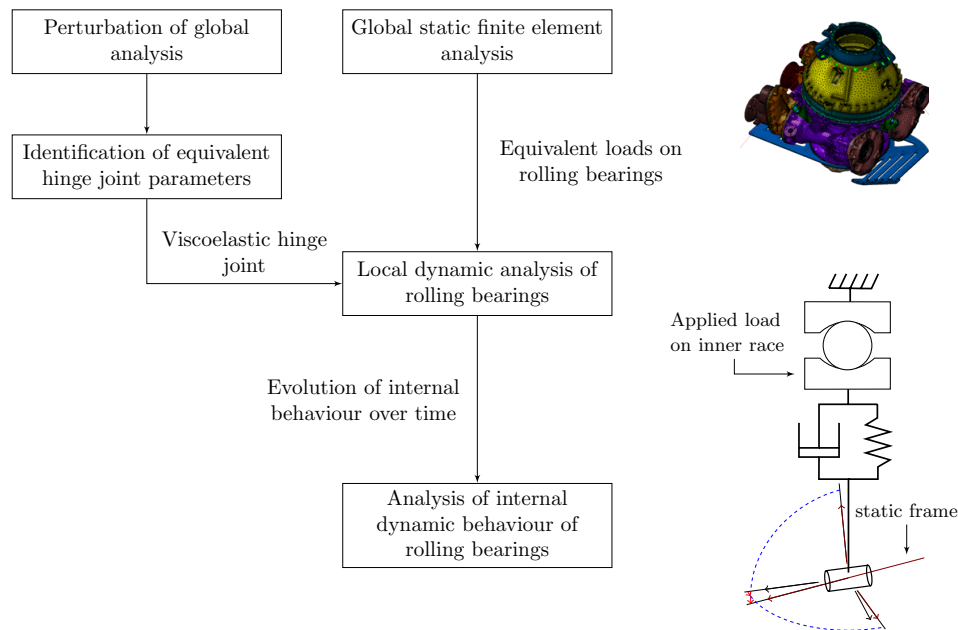 Perturbation of global
analysis
Global static finite element
analysis
Identification of equivalent
hinge joint parameters
Equivalent loads on
rolling bearings
Viscoelastic hinge
joint
Local dynamic analysis of
rolling bearings
Applied load
on inner race
Evolution of internal
behaviour over time
Analysis of internal
dynamic behaviour of
rolling bearings
static frame